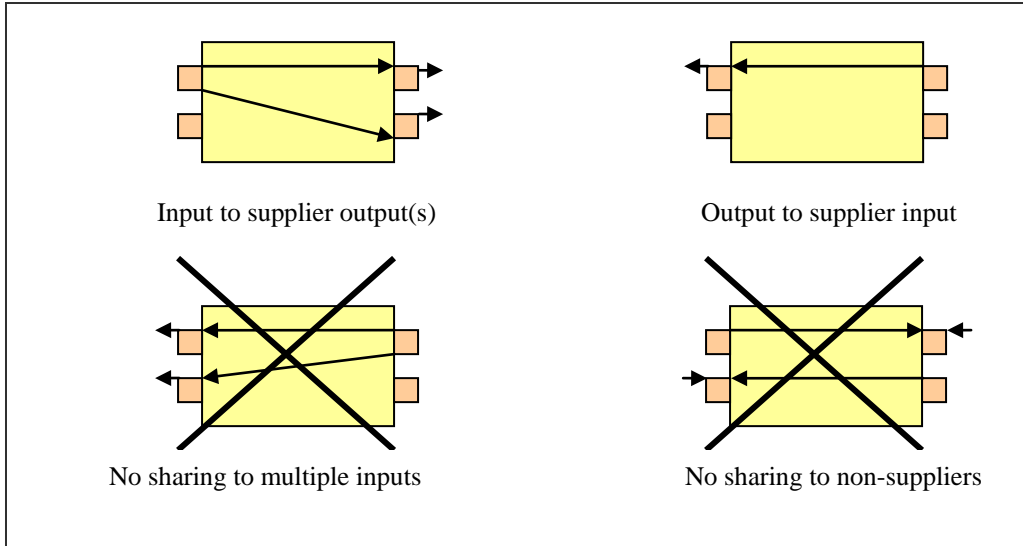 Input to supplier output(s)
Output to supplier input
No sharing to multiple inputs
No sharing to non-suppliers